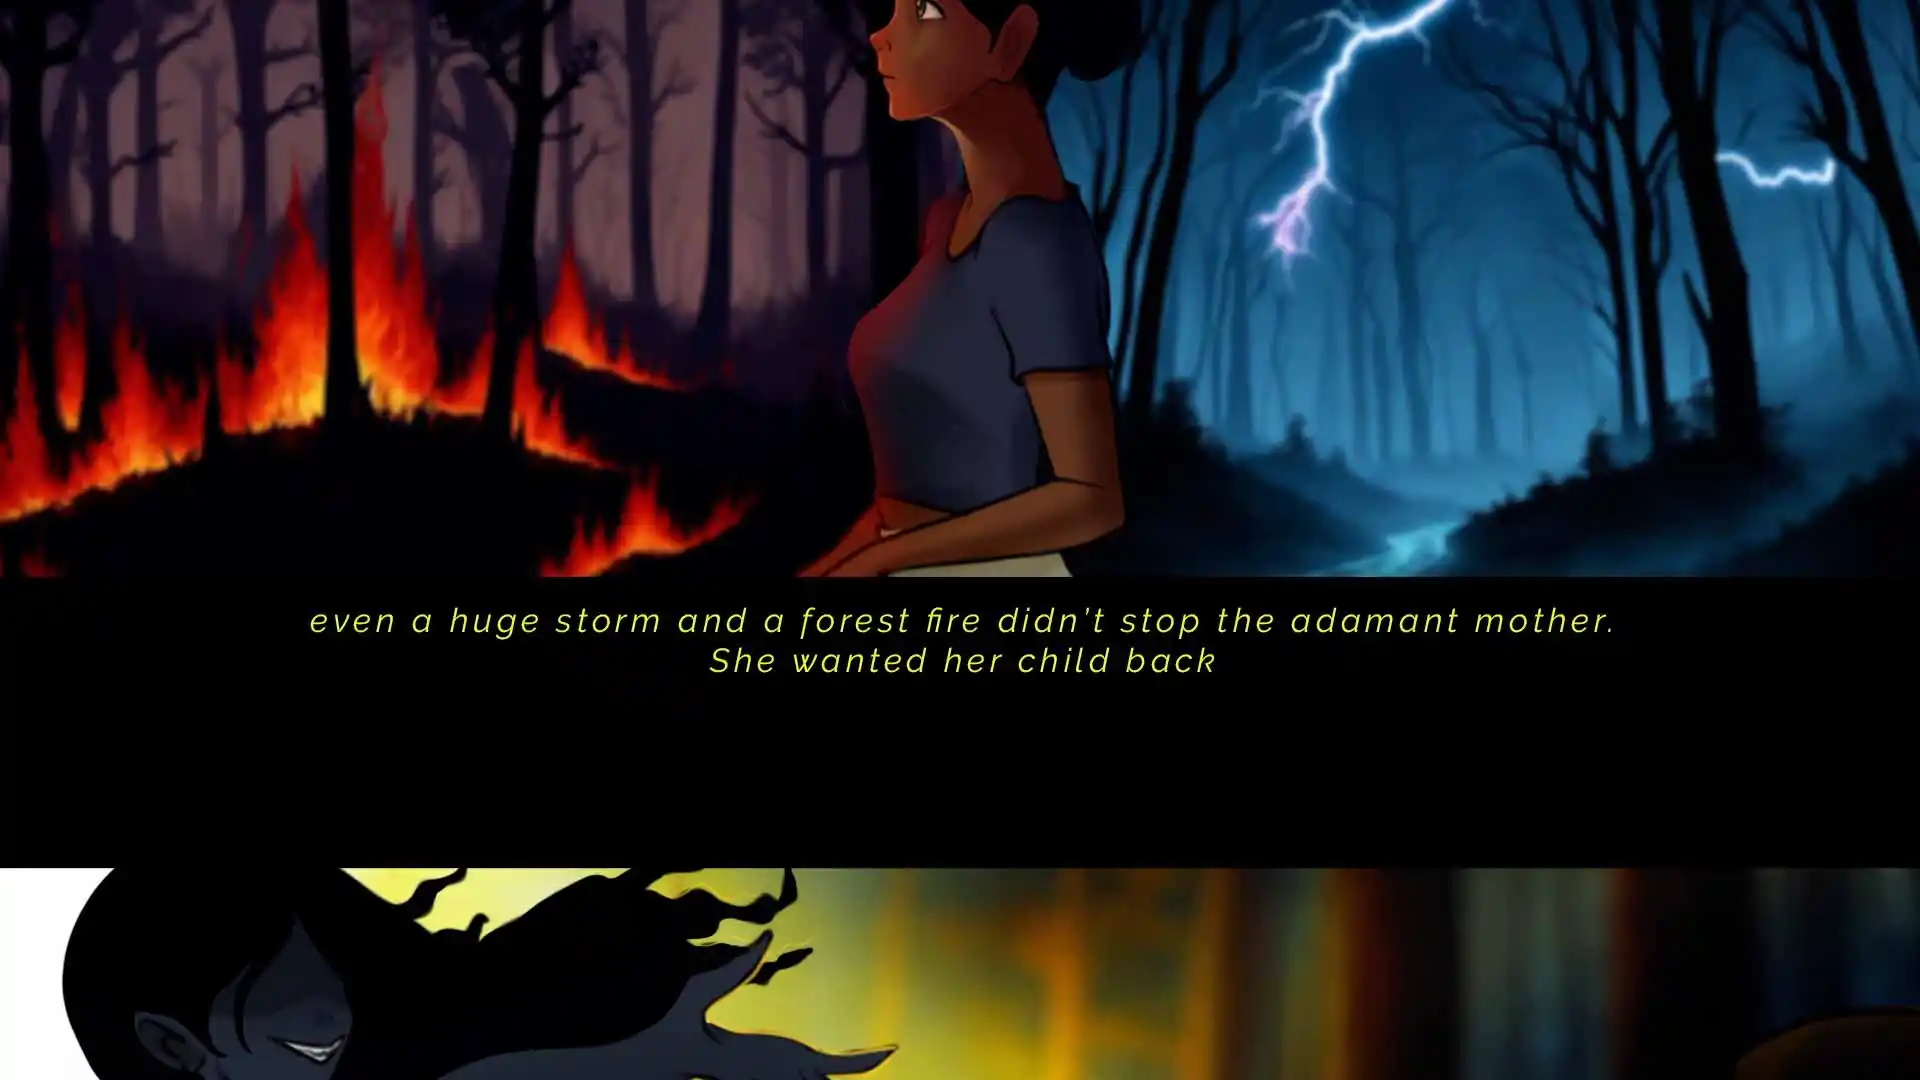 even a huge storm and a forest fire didn't stop the adamant mother.
She wanted her child back